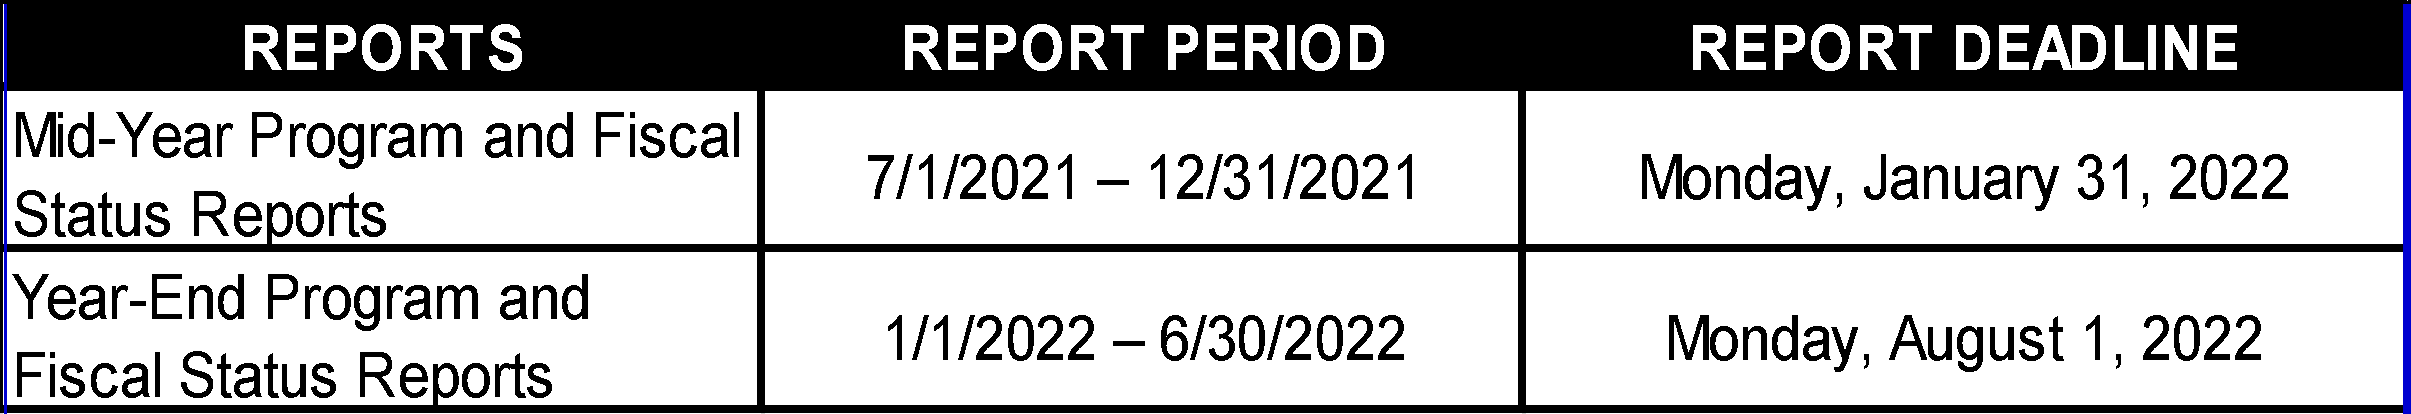 REPORTS REPORT PERIOD REPORT DEADLINE
Mid-Year Program and Fiscal
Status Reports
7/1/2021 – 12/31/2021
Monday, January 31, 2022
Year-End Program and
Fiscal Status Reports
1/1/2022 – 6/30/2022
Monday, August 1, 2022